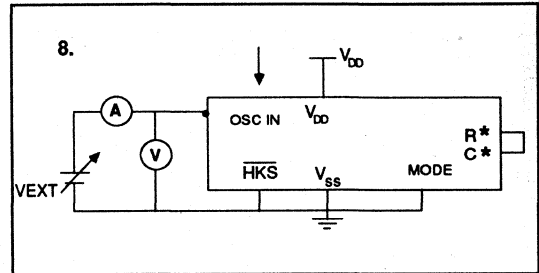 8.
V_DD
A
OSC IN
V_DD
R*
C*
V
HKS
V_SS
MODE
VEXT